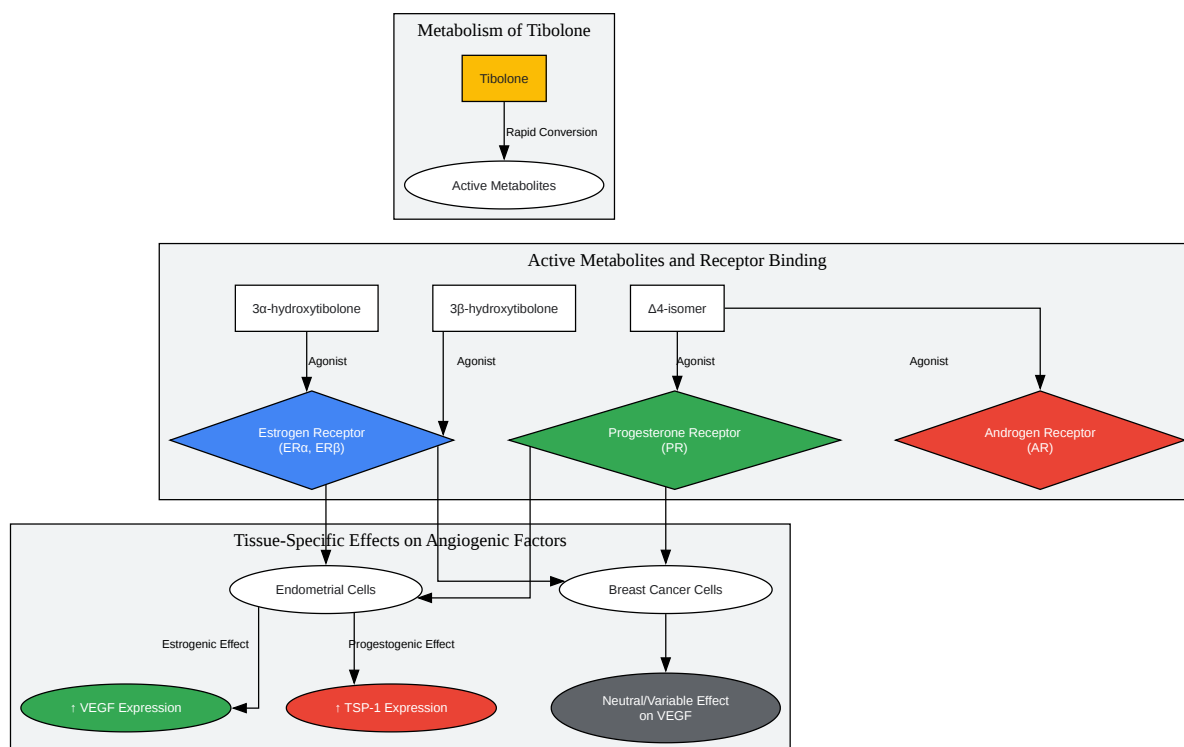 Metabolism of Tibolone
Tibolone
Rapid Conversion
Active Metabolites
Active Metabolites and Receptor Binding
3α-hydroxytibolone
3β-hydroxytibolone
Δ4-isomer
Agonist
Agonist
Agonist
Agonist
Estrogen Receptor
(ERα, ERβ)
Progesterone Receptor
(PR)
Androgen Receptor
(AR)
Tissue-Specific Effects on Angiogenic Factors
Endometrial Cells
Breast Cancer Cells
Estrogenic Effect
Progestogenic Effect
↑ VEGF Expression
↑ TSP-1 Expression
Neutral/Variable Effect
on VEGF